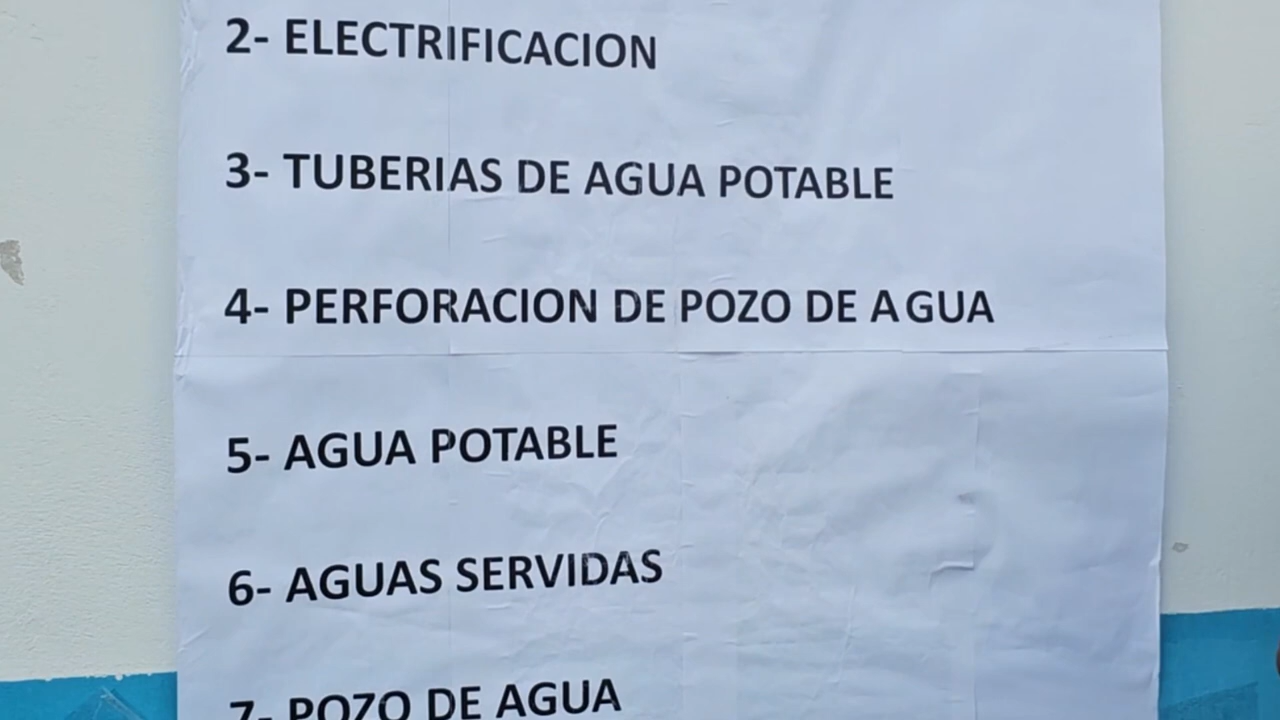 2- ELECTRIFICACION
3- TUBERIAS DE AGUA POTABLE
4- PERFORACION DE POZO DE AGUA
5- AGUA POTABLE
6- AGUAS SERVIDAS
7- POZO DE AGUA